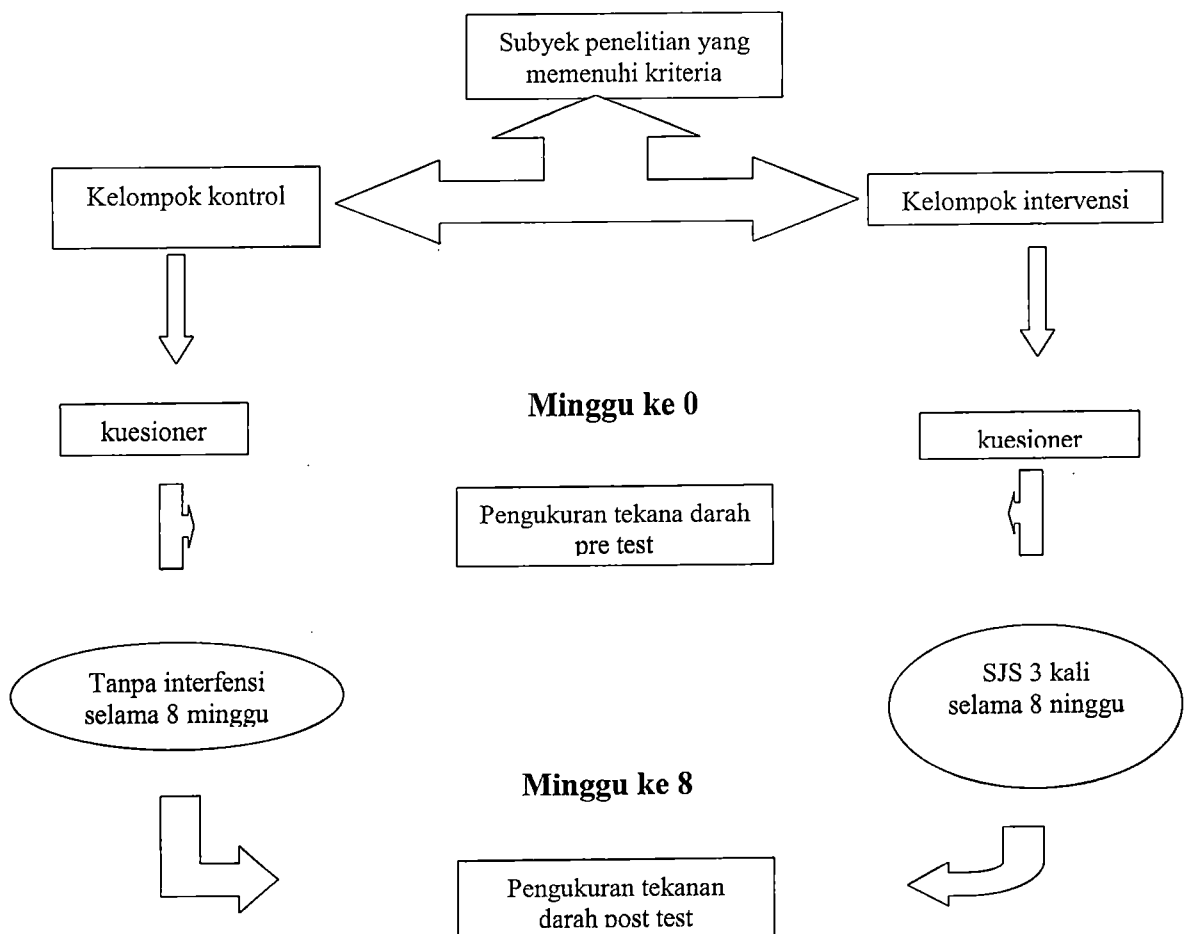 Subyek penelitian yang
memenuhi kriteria
Kelompok kontrol
Kelompok intervensi
Minggu ke 0
kuesioner
kuesioner
Pengukuran tekana darah
pre test
Tanpa interfensi
selama 8 minggu
SJS 3 kali
selama 8 ninggu
Minggu ke 8
Pengukuran tekanan
darah post test